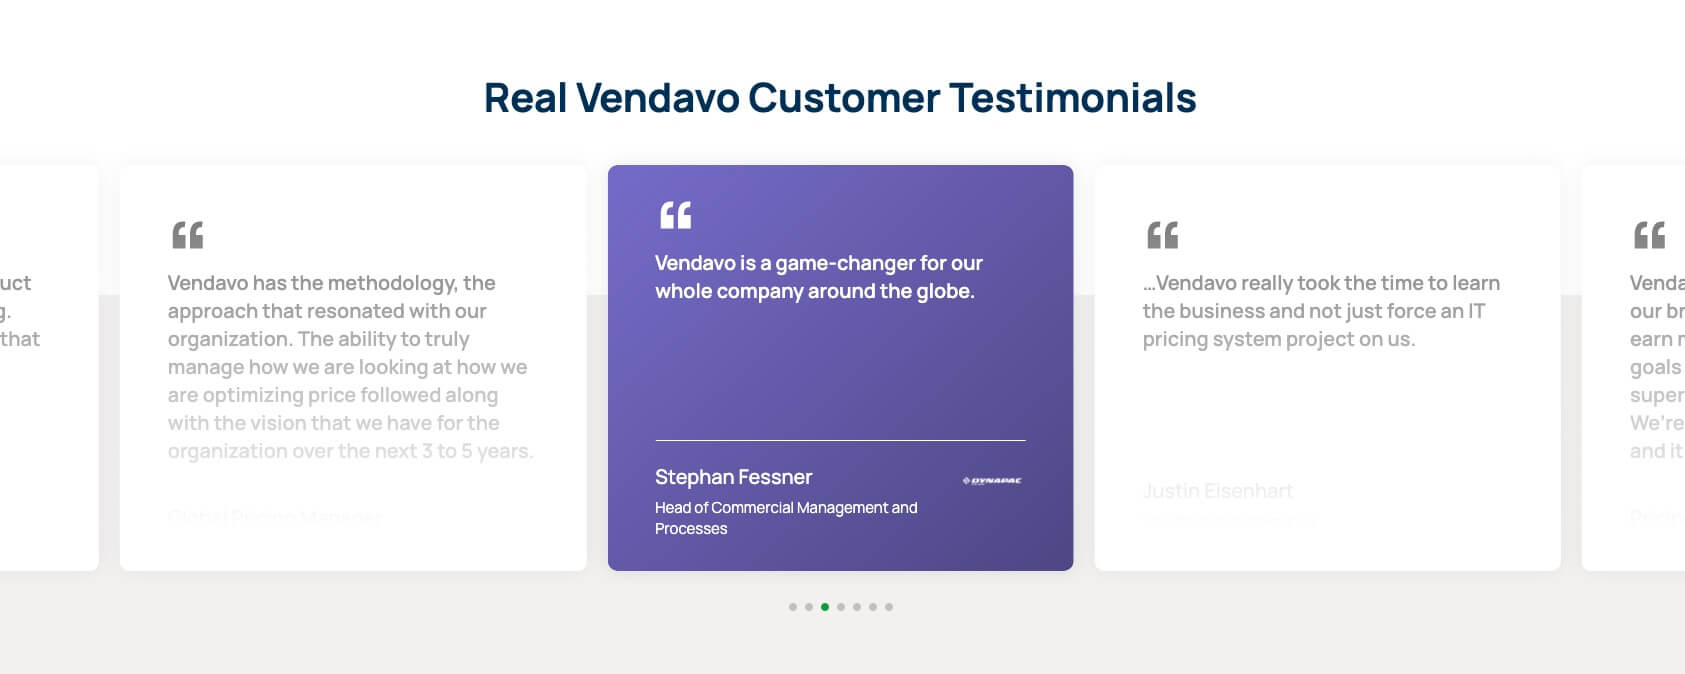 Real Vendavo Customer Testimonials
uct
g.
that
Vendavo has the methodology, the
approach that resonated with our
organization. The ability to truly
manage how we are looking at how we
are optimizing price followed along
with the vision that we have for the
organization over the next 3 to 5 years.
Global Pricing Manager
Vendavo is a game-changer for our
whole company around the globe.
Stephan Fessner
Head of Commercial Management and
Processes
DYNAPAC
...Vendavo really took the time to learn
the business and not just force an IT
pricing system project on us.
Justin Eisenhart
Venda
our br
earn r
goals
super
We're
and it